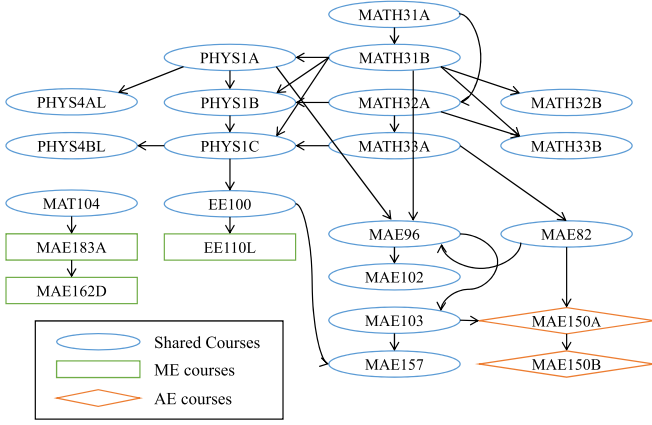 MATH31A
PHYS1A
MATH31B
PHYS4AL
PHYS1B
MATH32A
MATH32B
PHYS4BL
PHYS1C
MATH33A
MATH33B
MAT104
EE100
MAE183A
EE110L
MAE96
MAE82
MAE162D
MAE102
MAE103
MAE150A
MAE157
MAE150B
Shared Courses
ME courses
AE courses